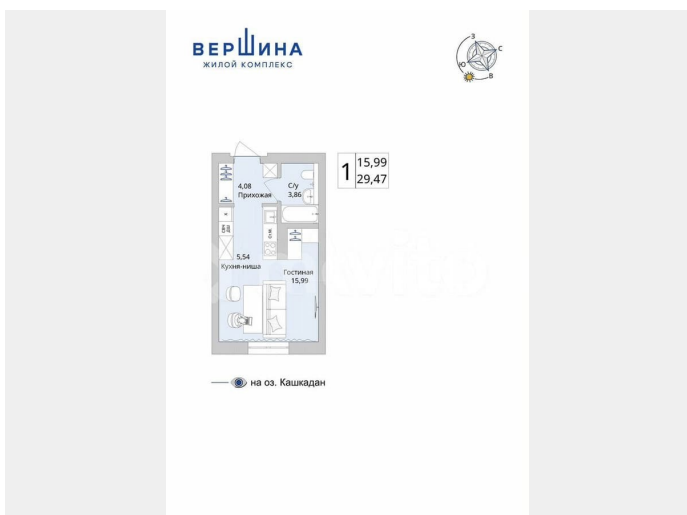 ВЕРШИНА
ЖИЛОЙ КОМПЛЕКС
З
С
Ю
В
1
15,99
29,47
4,08
Прихожая
С/у
3,86
5,54
Кухня-ниша
Гостиная
15,99
на оз. Кашкадан
Avito